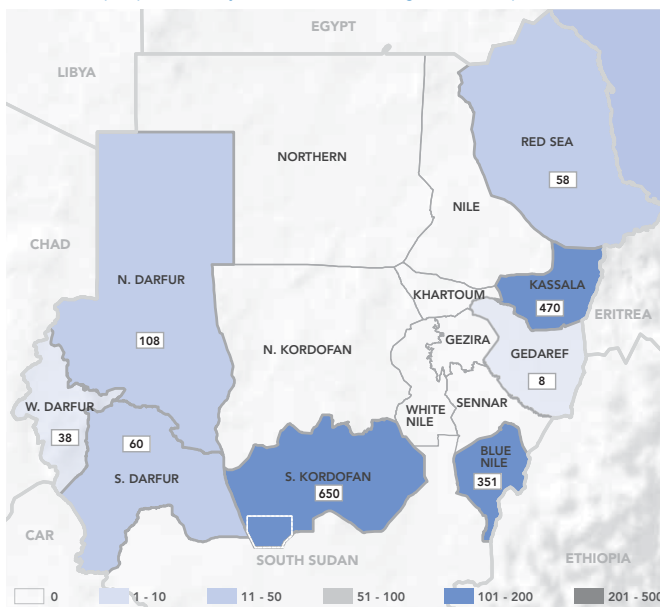 EGYPT
LIBYA
RED SEA
58
NORTHERN
NILE
CHAD
N. DARFUR
108
KHARTOUM
KASSALA
470
ERITREA
N. KORDOFAN
GEZIRA
GEDAREF
8
W. DARFUR
38
60
S. DARFUR
WHITE
NILE
SENNAR
S. KORDOFAN
650
BLUE
NILE
351
CAR
SOUTH SUDAN
ETHIOPIA
0 1 - 10 11 - 50 51 - 100 101 - 200 201 - 500